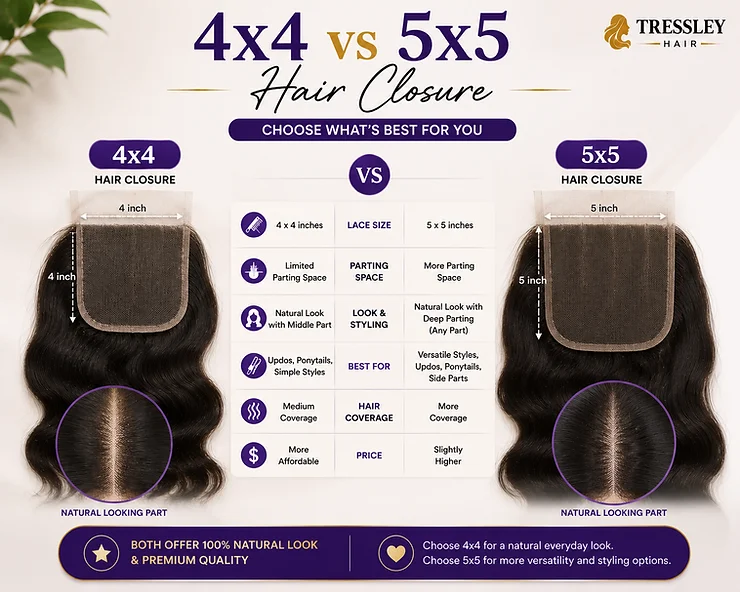 4x4 vs 5x5
Hair Closure
CHOOSE WHAT'S BEST FOR YOU
TRESSLEY
HAIR
4x4
HAIR CLOSURE
4 inch
4 inch
NATURAL LOOKING PART
VS
4 x 4 inches
LACE SIZE
5 x 5 inches
Limited
Parting Space
PARTING
SPACE
More Parting
Space
Natural Look
with Middle Part
LOOK &
STYLING
Natural Look with
Deep Parting
(Any Part)
Updos, Ponytails,
Simple Styles
BEST FOR
Versatile Styles,
Updos, Ponytails,
Side Parts
Medium
Coverage
HAIR
COVERAGE
More
Coverage
$
More
Affordable
PRICE
Slightly
Higher
5x5
HAIR CLOSURE
5 inch
5 inch
NATURAL LOOKING PART
BOTH OFFER 100% NATURAL LOOK
& PREMIUM QUALITY
Choose 4x4 for a natural everyday look.
Choose 5x5 for more versatility and styling options.